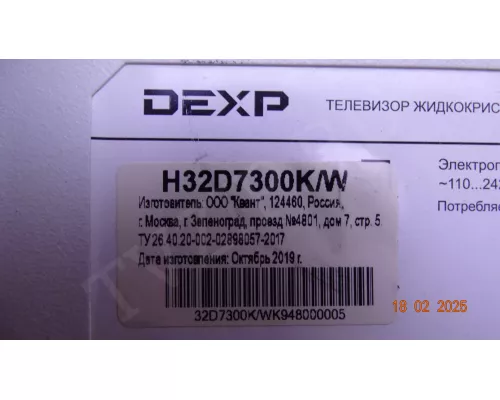 DEXP
ТЕЛЕВИЗОР ЖИДКОКРИС
Электроп
~110...24
Потребляе
H32D7300K/W
Изготовитель: ООО "Квант", 124460, Россия,
г. Москва, г. Зеленоград, проезд №4801, дом 7, стр. 5
ТУ 26.40.20-002-02898057-2017
Дата изготовления: Октябрь 2019 г.
32D7300K/WK948000005
18 02 2025